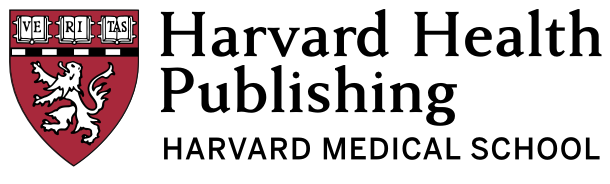 VE RI TAS
Harvard Health
Publishing
HARVARD MEDICAL SCHOOL